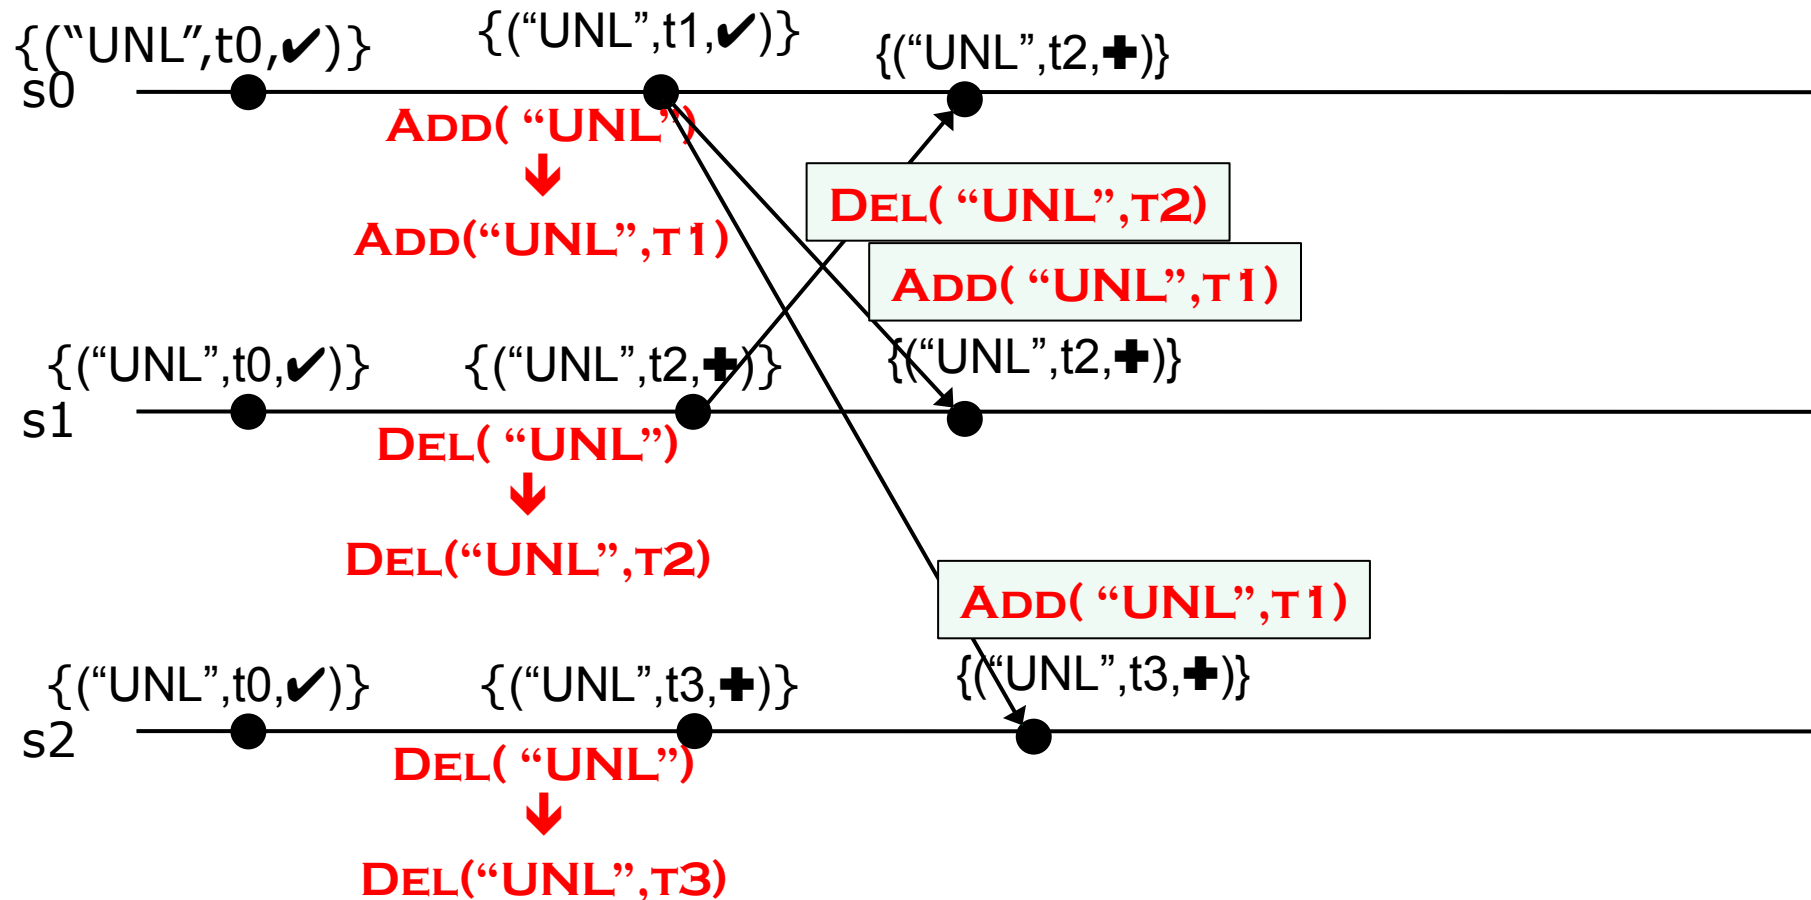 {(“UNL”,t0,✔)}
{(“UNL”,t1,✔)}
{(“UNL”,t2,✚)}
s0
ADD( “UNL”)
ADD(“UNL”,T1)
DEL( “UNL”,T2)
ADD( “UNL”,T1)
{(“UNL”,t0,✔)}
{(“UNL”,t2,✚)}
{(“UNL”,t2,✚)}
s1
DEL( “UNL”)
DEL(“UNL”,T2)
ADD( “UNL”,T1)
{(“UNL”,t0,✔)}
{(“UNL”,t3,✚)}
{(“UNL”,t3,✚)}
s2
DEL( “UNL”)
DEL(“UNL”,T3)